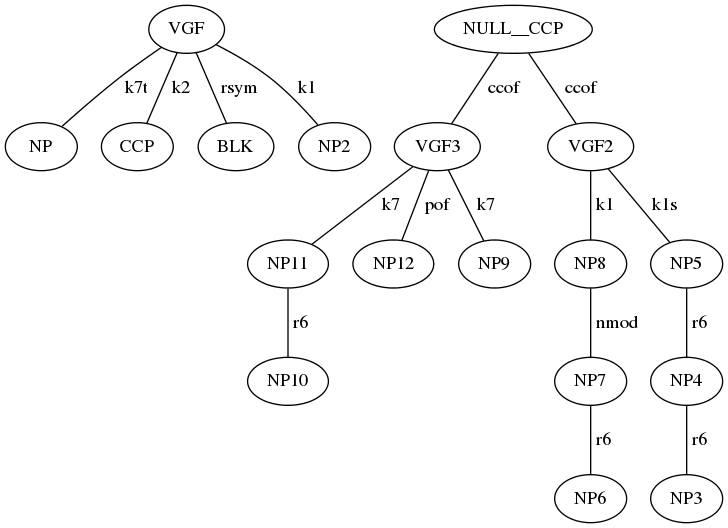 VGF NULL__CCP
k7t k2 rsym k1 ccof ccof
NP CCP BLK NP2 VGF3 VGF2
k7 pof k7 k1 k1s
NP11 NP12 NP9 NP8 NP5
r6 nmod r6
NP10 NP7 NP4
r6 r6
NP6 NP3